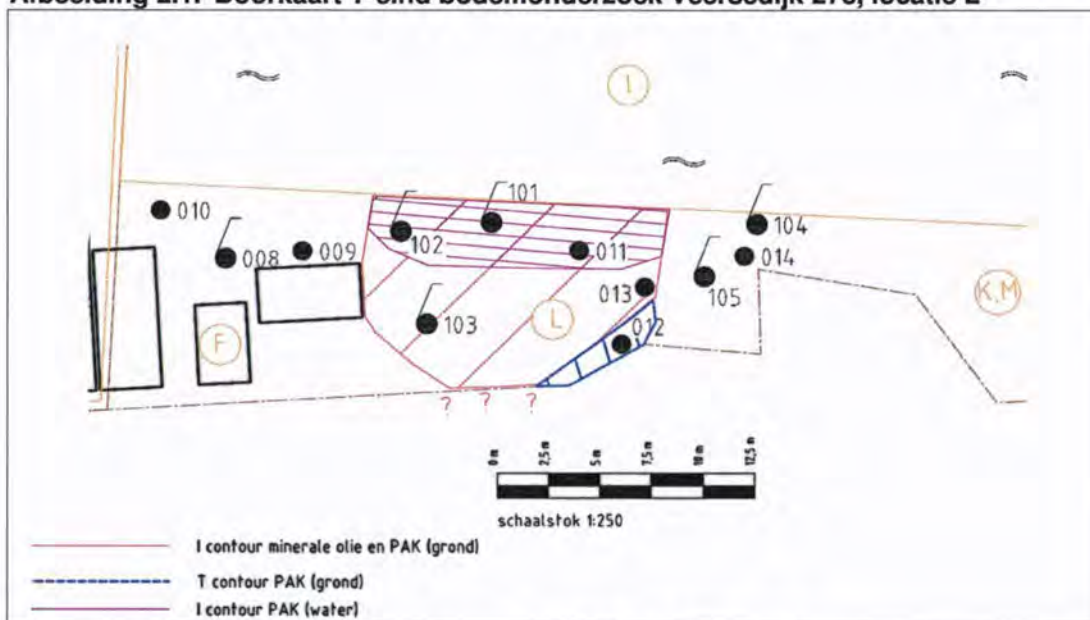 I
101
010
102
104
008
009
011
014
013
105
K,M
103
L
012
F
? ? ?
0 m 2,5 m 5 m 7,5 m 10 m 12,5 m
schaalstok 1:250
I contour minerale olie en PAK (grond)
T contour PAK (grond)
I contour PAK (water)